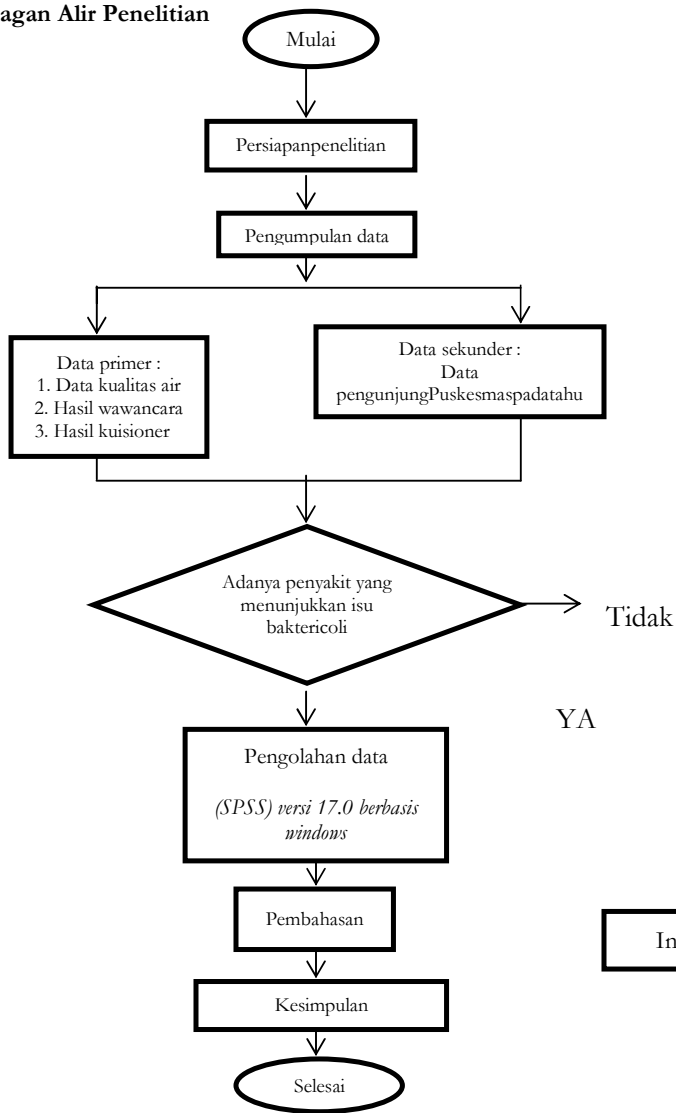 agan Alir Penelitian
Mulai
Persiapanpenelitian
Pengumpulan data
Data primer :
1. Data kualitas air
2. Hasil wawancara
3. Hasil kuisioner
Data sekunder :
Data
pengunjungPuskesmaspadatahu
Adanya penyakit yang
menunjukkan isu
baktericoli
Tidak
YA
Pengolahan data
(SPSS) versi 17.0 berbasis
windows
Pembahasan
In
Kesimpulan
Selesai